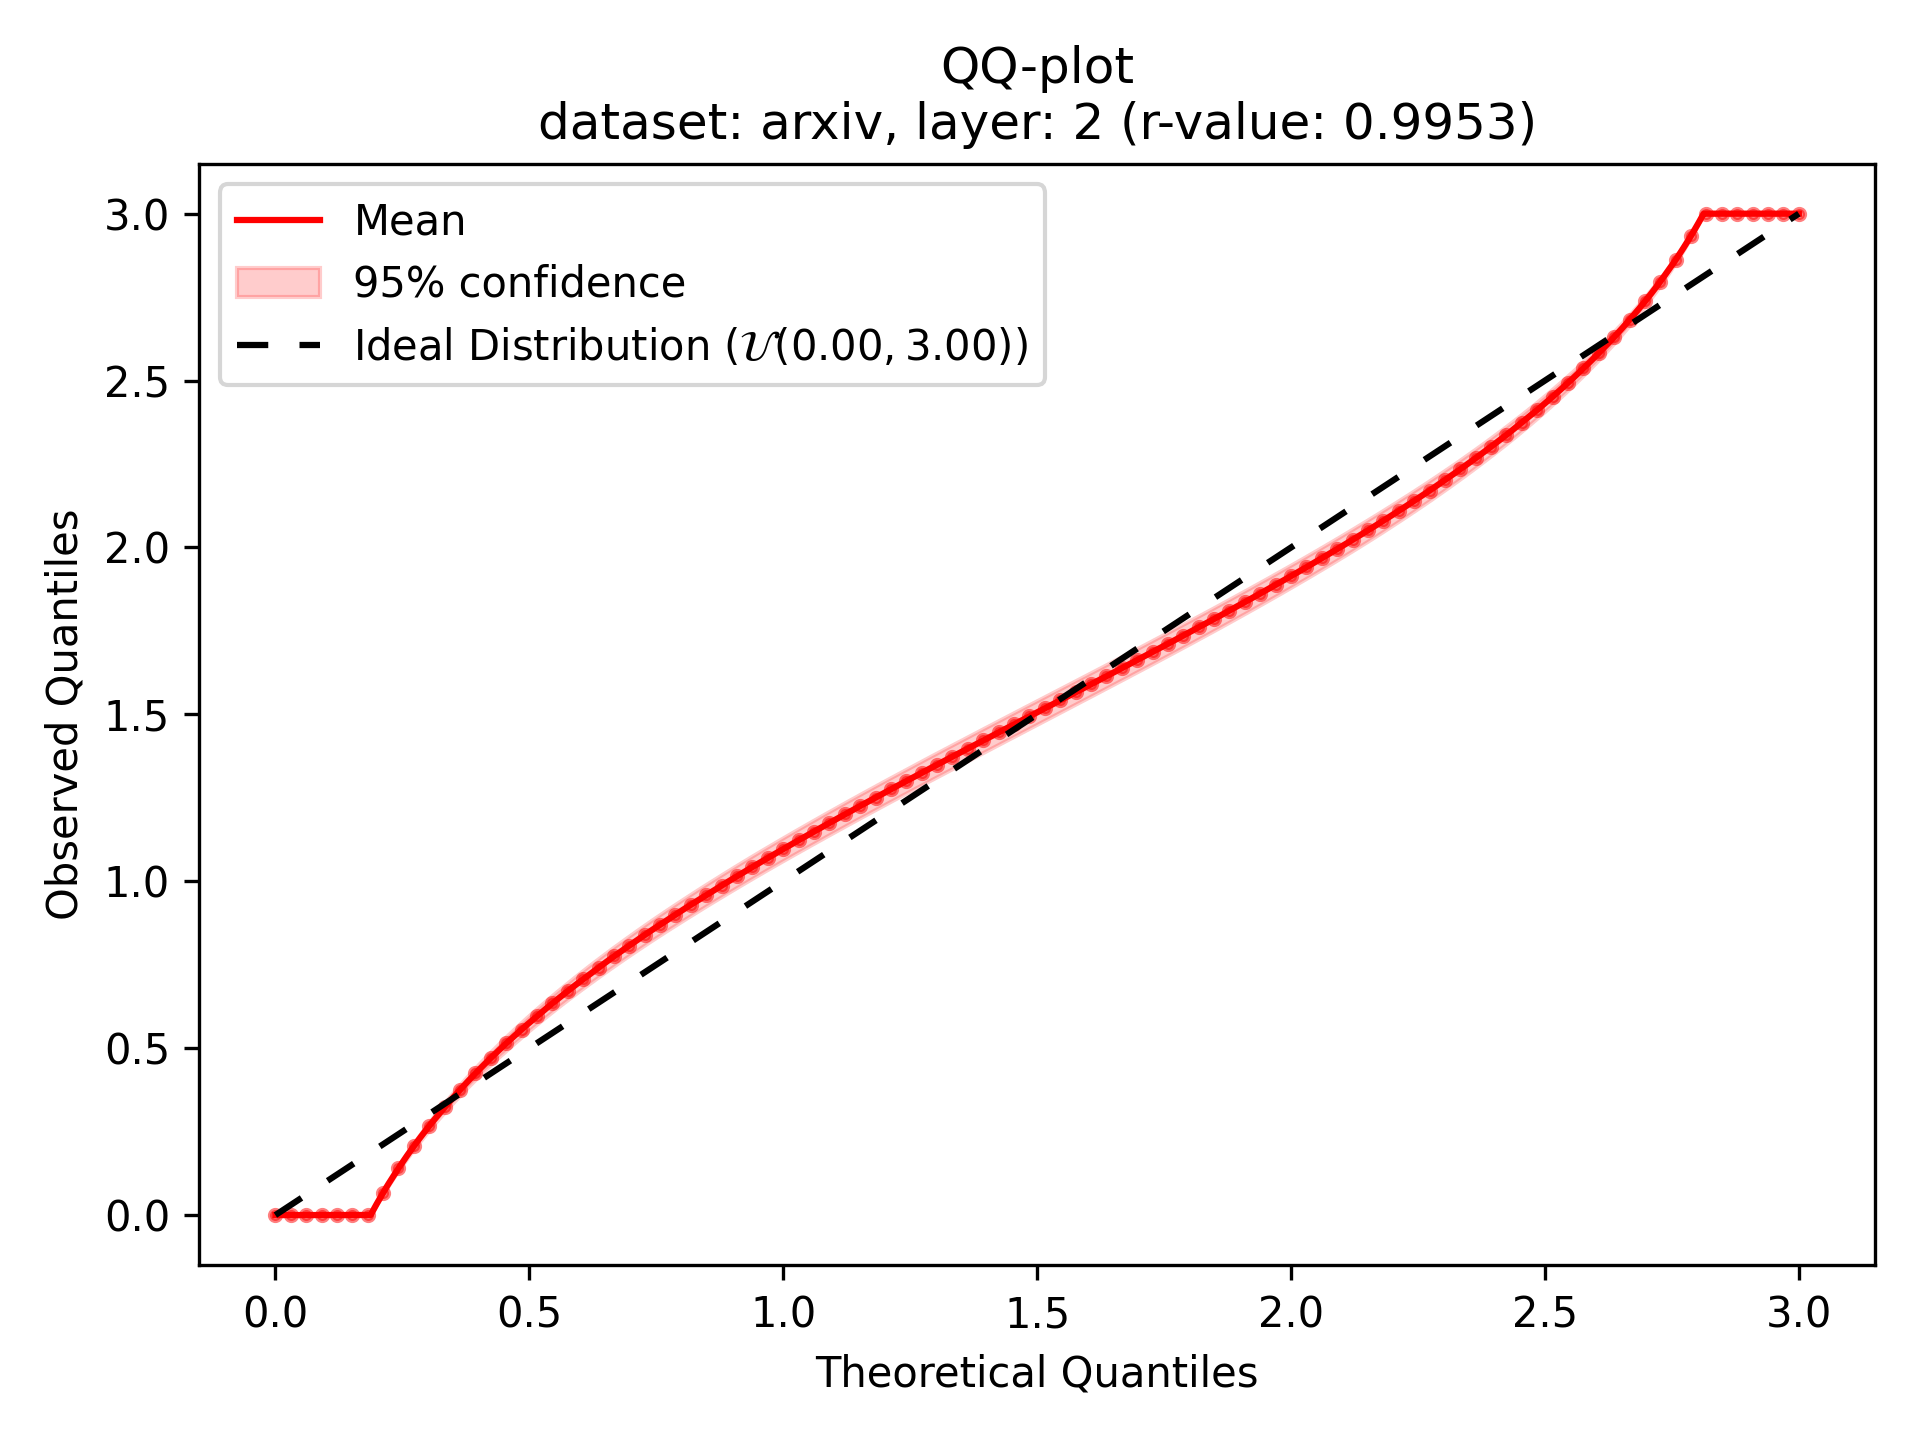 QQ-plot
dataset: arxiv, layer: 2 (r-value: 0.9953)
Mean
95% confidence
Ideal Distribution (𝒰(0.00, 3.00))
3.0
2.5
2.0
1.5
1.0
0.5
0.0
Observed Quantiles
0.0 0.5 1.0 1.5 2.0 2.5 3.0
Theoretical Quantiles